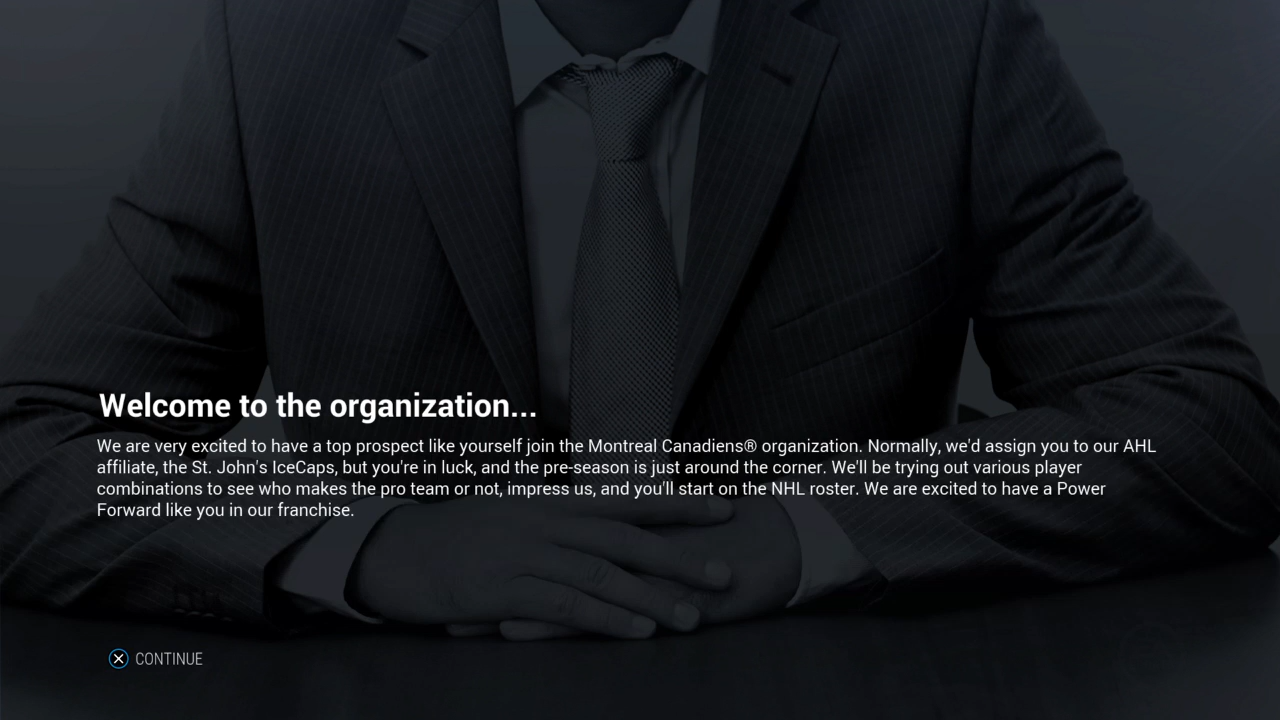 Welcome to the organization...
We are very excited to have a top prospect like yourself join the Montreal Canadiens® organization. Normally, we'd assign you to our AHL
affiliate, the St. John's IceCaps, but you're in luck, and the pre-season is just around the corner. We'll be trying out various player
combinations to see who makes the pro team or not, impress us, and you'll start on the NHL roster. We are excited to have a Power
Forward like you in our franchise.
CONTINUE